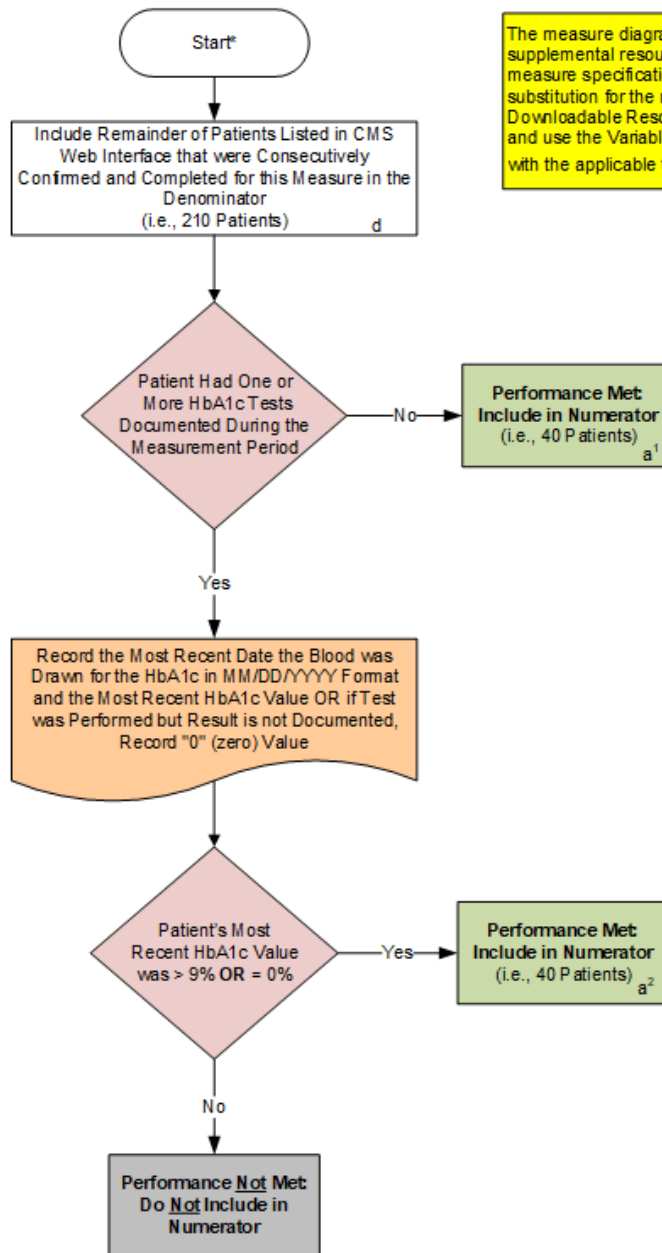 Start*
The measure diagra
supplemental resou
measure specificati
substitution for the
Downloadable Reso
and use the Variabl
with the applicable
Include Remainder of Patients Listed in CMS
Web Interface that were Consecutively
Confirmed and Completed for this Measure in the
Denominator
(i.e., 210 Patients) d
Patient Had One or
More HbA1c Tests
Documented During the
Measurement Period
No
Performance Met:
Include in Numerator
(i.e., 40 Patients)
a¹
Yes
Record the Most Recent Date the Blood was
Drawn for the HbA1c in MM/DD/YYYY Format
and the Most Recent HbA1c Value OR if Test
was Performed but Result is not Documented,
Record "0" (zero) Value
Patient's Most
Recent HbA1c Value
was > 9% OR = 0%
Yes
Performance Met:
Include in Numerator
(i.e., 40 Patients)
a²
No
Performance Not Met:
Do Not Include in
Numerator